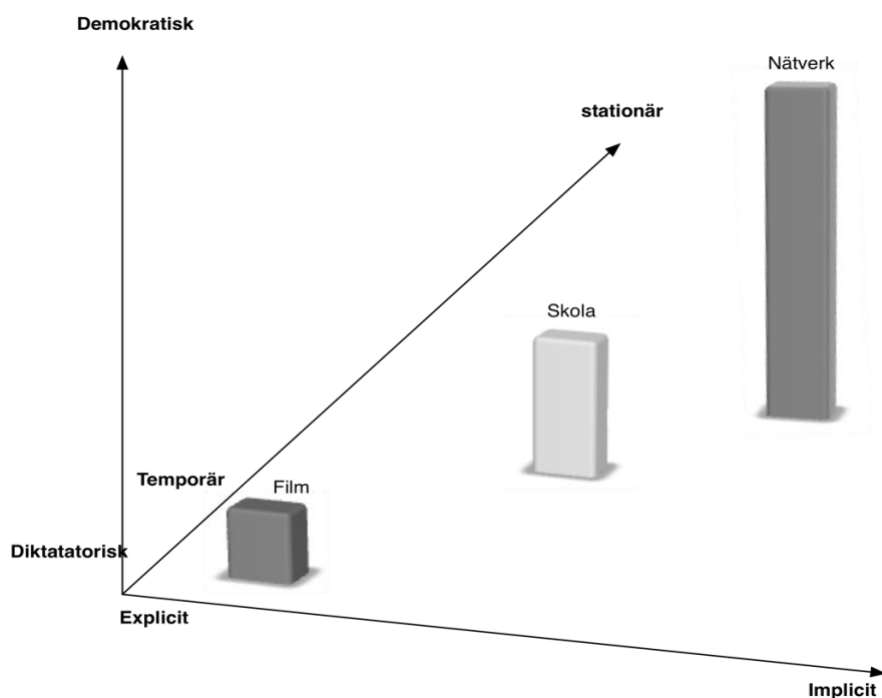 Demokratisk
Nätverk
stationär
Skola
Temporär
Film
Diktatatorisk
Explicit
Implicit